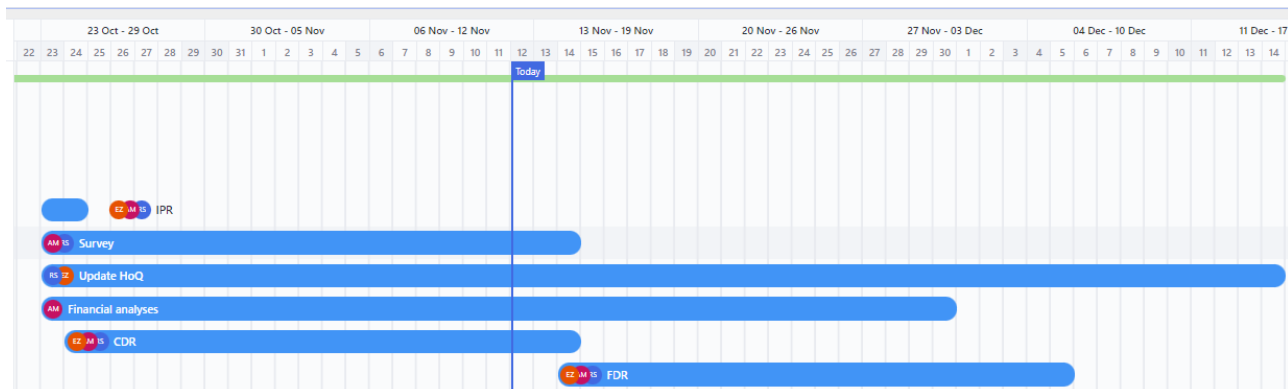 23 Oct - 29 Oct 30 Oct - 05 Nov 06 Nov - 12 Nov 13 Nov - 19 Nov 20 Nov - 26 Nov 27 Nov - 03 Dec 04 Dec - 10 Dec 11 Dec - 17
22 23 24 25 26 27 28 29 30 31 1 2 3 4 5 6 7 8 9 10 11 12 13 14 15 16 17 18 19 20 21 22 23 24 25 26 27 28 29 30 1 2 3 4 5 6 7 8 9 10 11 12 13 14
Today
EZ AM RS IPR
AM RS Survey
RS EZ Update HoQ
AM Financial analyses
EZ AM RS CDR
EZ AM RS FDR